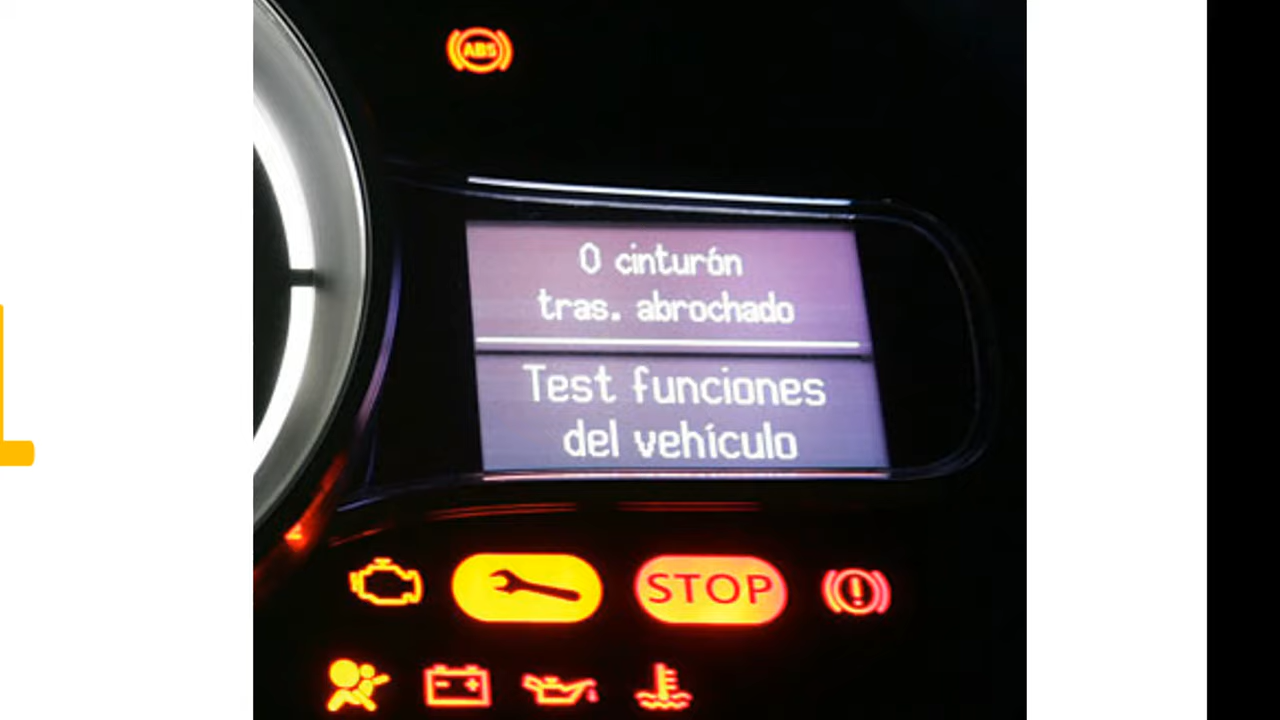 ABS
0 cinturón
tras. abrochado
Test funciones
del vehículo
STOP